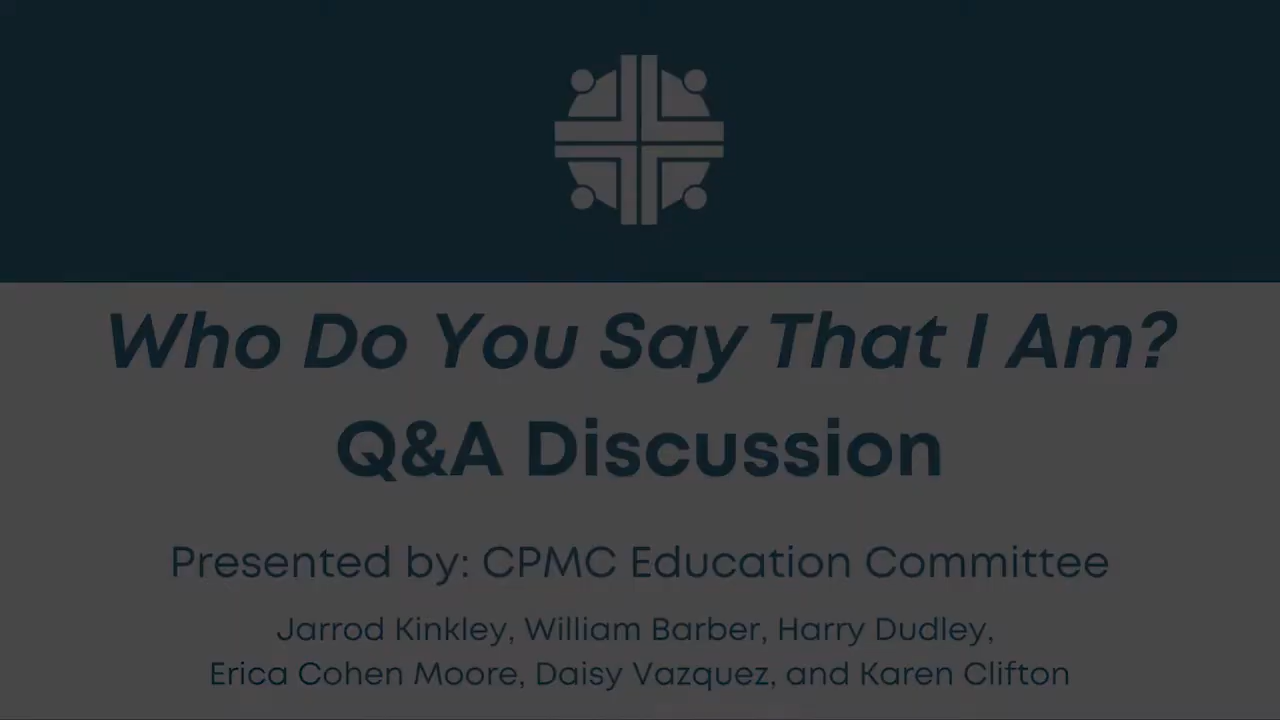 Who Do You Say That I Am?
Q&A Discussion
Presented by: CPMC Education Committee
Jarrod Kinkley, William Barber, Harry Dudley,
Erica Cohen Moore, Daisy Vazquez, and Karen Clifton